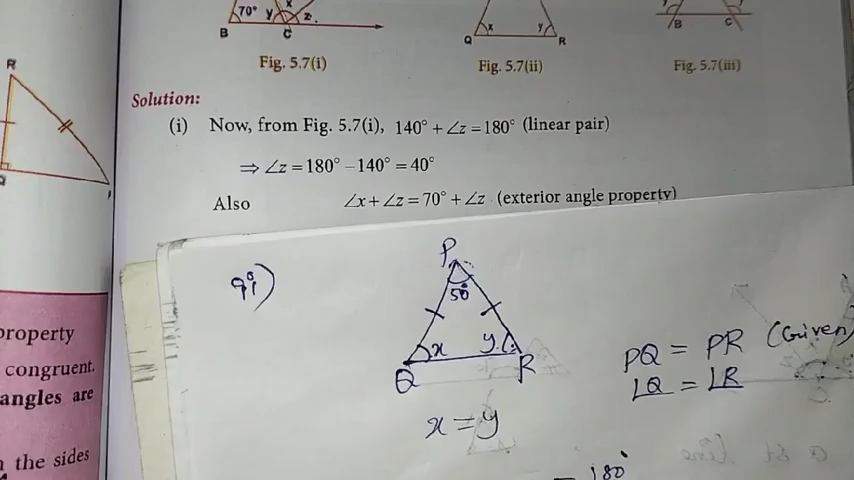 x
70° y z
B C
Q x y R
B C
Fig. 5.7(i) Fig. 5.7(ii) Fig. 5.7(iii)
R
Solution:
(i) Now, from Fig. 5.7(i), 140° + ∠z = 180° (linear pair)
⇒ ∠z = 180° – 140° = 40°
Also ∠x + ∠z = 70° + ∠z (exterior angle property)
P
50°
x y
Q R
PQ = PR (Given)
∠Q = ∠R
x = y
= 180°
property
congruent.
angles are
the sides